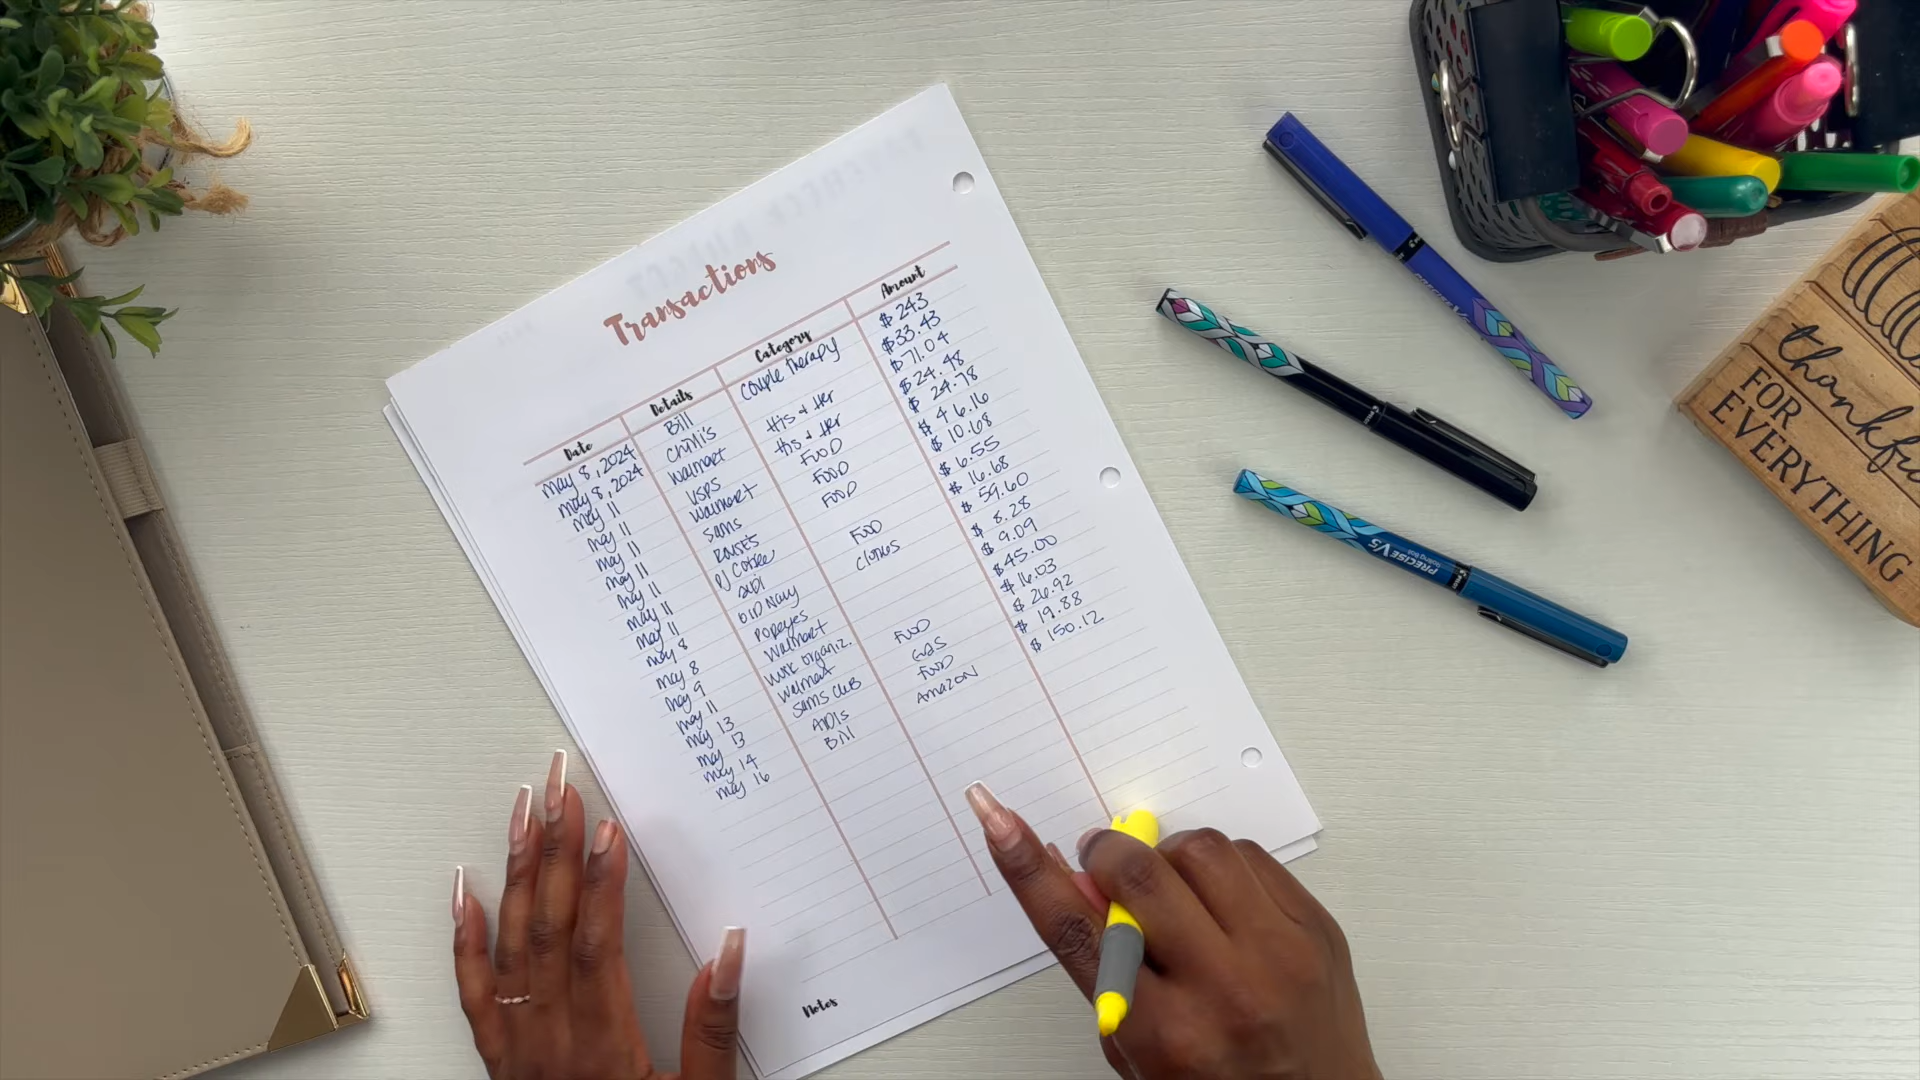 Transactions
Date Details Category Amount
May 8, 2024 Bill Couple Therapy $ 243
May 8, 2024 Chili's $ 33.43
May 11 Walmart His & Her $ 71.04
May 11 USPS His & Her $ 24.48
May 11 Walmart FOOD $ 24.78
May 11 Sams FOOD $ 46.16
May 11 Rouse's FOOD $ 10.68
May 11 PJ Coffee $ 6.55
May 11 Aldi FOOD $ 16.68
May 8 Old Navy clothes $ 59.60
May 8 Popeyes $ 8.28
May 9 Walmart $ 9.09
May 11 organiz. $ 45.00
May 13 Walmart FOOD $ 16.03
May 13 Sams Club GAS $ 26.92
May 14 Aldis FOOD $ 19.88
May 16 Bill Amazon $ 150.12
Notes
PRECISE V5
thankful
FOR
EVERYTHING